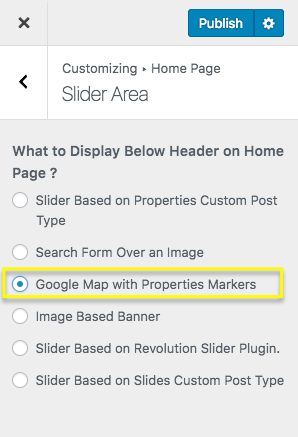 Publish
Customizing ▸ Home Page
Slider Area
What to Display Below Header on Home
Page ?
Slider Based on Properties Custom Post
Type
Search Form Over an Image
Google Map with Properties Markers
Image Based Banner
Slider Based on Revolution Slider Plugin.
Slider Based on Slides Custom Post Type